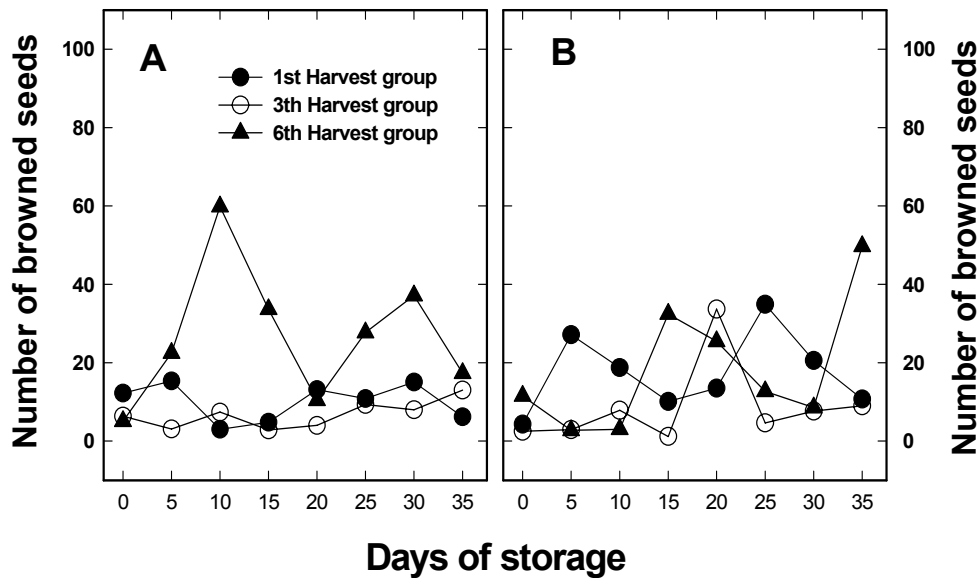 Number of browned seeds
100
80
60
40
20
0
A
1st Harvest group
3th Harvest group
6th Harvest group
0 5 10 15 20 25 30 35
B
0 5 10 15 20 25 30 35
100
80
60
40
20
0
Number of browned seeds
Days of storage